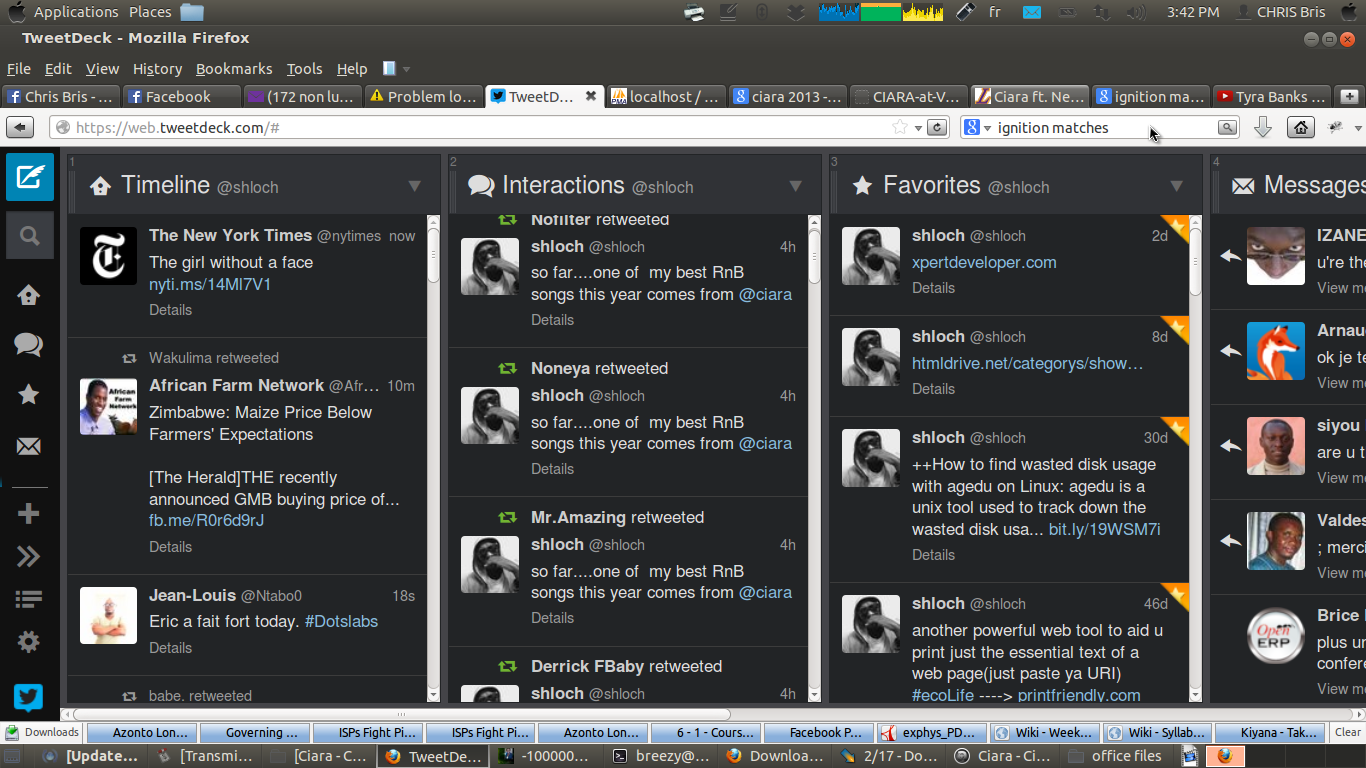 Applications Places fr 3:42 PM CHRIS Bris
TweetDeck - Mozilla Firefox
File Edit View History Bookmarks Tools Help
Chris Bris - ... Facebook (172 non lu... Problem lo... TweetD... localhost / ... ciara 2013 -... CIARA-at-V... Ciara ft. Ne... ignition ma... Tyra Banks ...
https://web.tweetdeck.com/# ignition matches
1
Timeline @shloch
The New York Times @nytimes now
The girl without a face
nyti.ms/14MI7V1
Details
Wakulima retweeted
African Farm Network @Afr... 10m
Zimbabwe: Maize Price Below
Farmers' Expectations
[The Herald]THE recently
announced GMB buying price of...
fb.me/R0r6d9rJ
Details
Jean-Louis @Ntabo0 18s
Eric a fait fort today. #Dotslabs
Details
babe. retweeted
2
Interactions @shloch
Nofilter retweeted
shloch @shloch 4h
so far....one of my best RnB
songs this year comes from @ciara
Details
Noneya retweeted
shloch @shloch 4h
so far....one of my best RnB
songs this year comes from @ciara
Details
Mr.Amazing retweeted
shloch @shloch 4h
so far....one of my best RnB
songs this year comes from @ciara
Details
Derrick FBaby retweeted
shloch @shloch 4h
3
Favorites @shloch
shloch @shloch 2d
xpertdeveloper.com
Details
shloch @shloch 8d
htmldrive.net/categorys/show...
Details
shloch @shloch 30d
++How to find wasted disk usage
with agedu on Linux: agedu is a
unix tool used to track down the
wasted disk usa... bit.ly/19WSM7i
Details
shloch @shloch 46d
another powerful web tool to aid u
print just the essential text of a
web page(just paste ya URI)
#ecoLife ----> printfriendly.com
4
Messages
IZANE
u're the
View mo
Arnau
ok je te
View mo
siyou
are u t
View mo
Valdes
; merci
View mo
Open
ERP
Brice
plus un
confere
View mo
Downloads Azonto Lon... Governing ... ISPs Fight Pi... ISPs Fight Pi... Azonto Lon... 6 - 1 - Cours... Facebook P... exphys_PD... Wiki - Week... Wiki - Syllab... Kiyana - Tak... Clear
[Update... [Transmi... [Ciara - C... TweetDe... -100000... breezy@... Downloa... 2/17 - Do... Ciara - Ci... office files